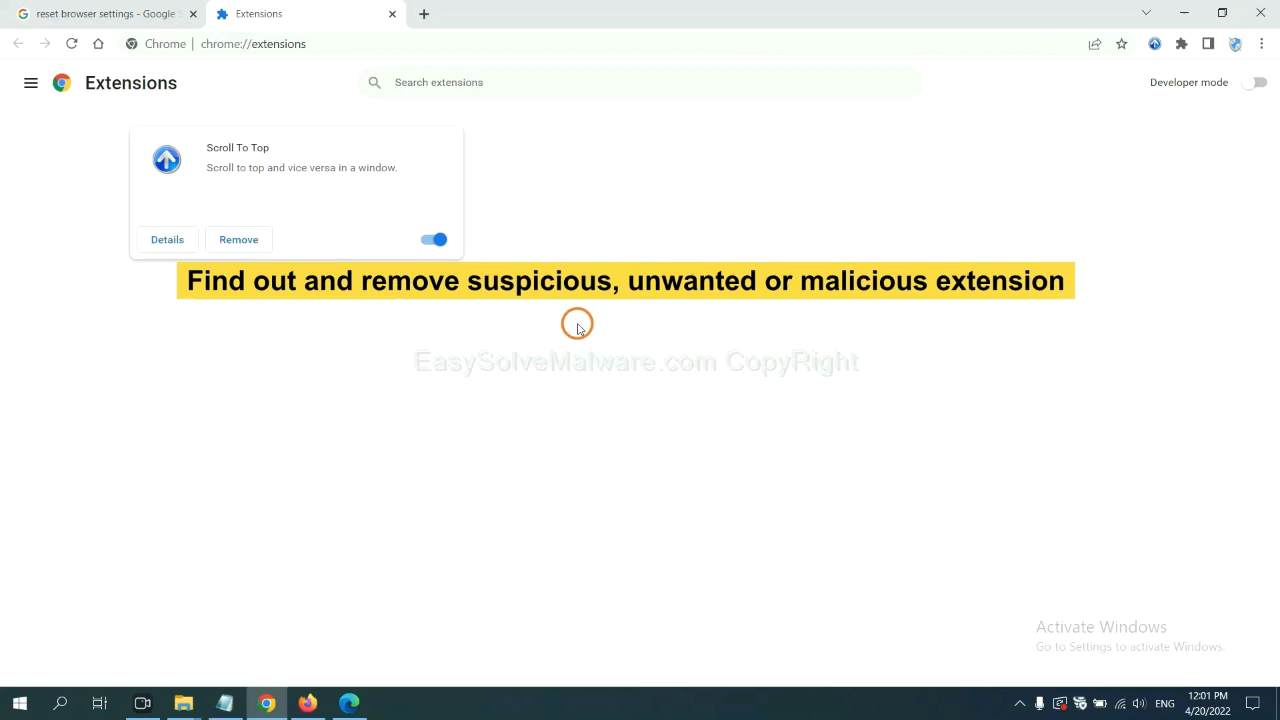 reset browser settings - Google S
Extensions
Chrome
chrome://extensions
Extensions
Search extensions
Developer mode
Scroll To Top
Scroll to top and vice versa in a window.
Details
Remove
Find out and remove suspicious, unwanted or malicious extension
EasySolveMalware.com CopyRight
Activate Windows
Go to Settings to activate Windows.
ENG
12:01 PM
4/20/2022